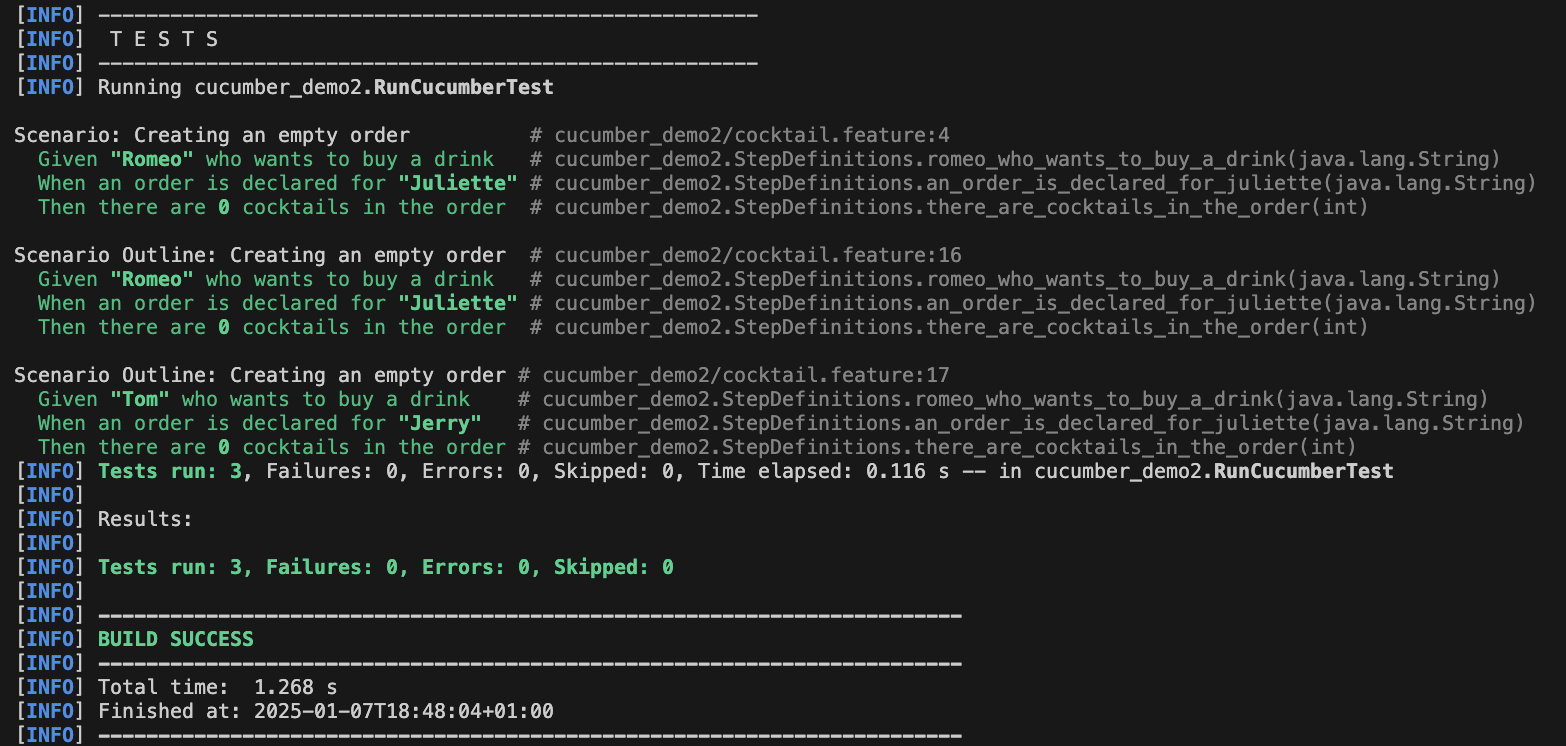 [INFO] -------------------------------------------------------
[INFO]  T E S T S
[INFO] -------------------------------------------------------
[INFO] Running cucumber_demo2.RunCucumberTest

Scenario: Creating an empty order          # cucumber_demo2/cocktail.feature:4
  Given "Romeo" who wants to buy a drink   # cucumber_demo2.StepDefinitions.romeo_who_wants_to_buy_a_drink(java.lang.String)
  When an order is declared for "Juliette" # cucumber_demo2.StepDefinitions.an_order_is_declared_for_juliette(java.lang.String)
  Then there are 0 cocktails in the order  # cucumber_demo2.StepDefinitions.there_are_cocktails_in_the_order(int)

Scenario Outline: Creating an empty order  # cucumber_demo2/cocktail.feature:16
  Given "Romeo" who wants to buy a drink   # cucumber_demo2.StepDefinitions.romeo_who_wants_to_buy_a_drink(java.lang.String)
  When an order is declared for "Juliette" # cucumber_demo2.StepDefinitions.an_order_is_declared_for_juliette(java.lang.String)
  Then there are 0 cocktails in the order  # cucumber_demo2.StepDefinitions.there_are_cocktails_in_the_order(int)

Scenario Outline: Creating an empty order # cucumber_demo2/cocktail.feature:17
  Given "Tom" who wants to buy a drink    # cucumber_demo2.StepDefinitions.romeo_who_wants_to_buy_a_drink(java.lang.String)
  When an order is declared for "Jerry"   # cucumber_demo2.StepDefinitions.an_order_is_declared_for_juliette(java.lang.String)
  Then there are 0 cocktails in the order # cucumber_demo2.StepDefinitions.there_are_cocktails_in_the_order(int)
[INFO] Tests run: 3, Failures: 0, Errors: 0, Skipped: 0, Time elapsed: 0.116 s -- in cucumber_demo2.RunCucumberTest
[INFO]
[INFO] Results:
[INFO]
[INFO] Tests run: 3, Failures: 0, Errors: 0, Skipped: 0
[INFO]
[INFO] ------------------------------------------------------------------------
[INFO] BUILD SUCCESS
[INFO] ------------------------------------------------------------------------
[INFO] Total time:  1.268 s
[INFO] Finished at: 2025-01-07T18:48:04+01:00
[INFO] ------------------------------------------------------------------------